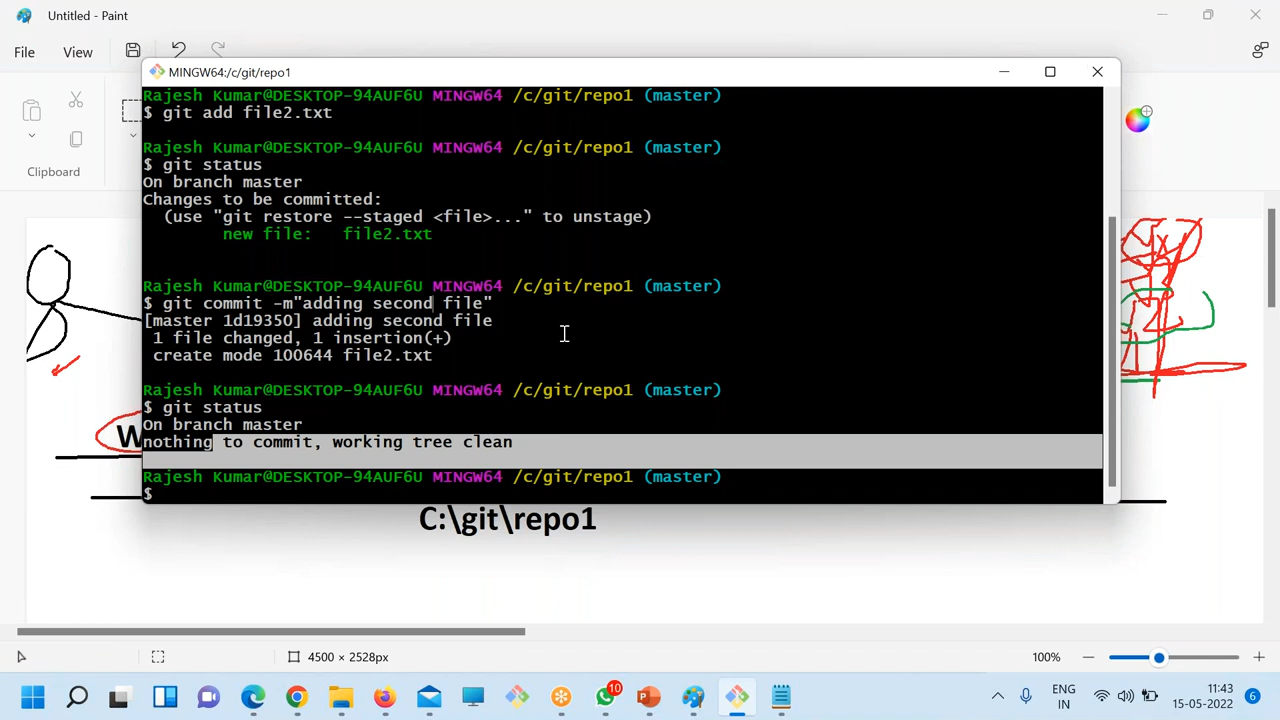 Untitled - Paint
File
View
Clipboard
MINGW64:/c/git/repo1
Rajesh Kumar@DESKTOP-94AUF6U MINGW64 /c/git/repo1 (master)
$ git add file2.txt
Rajesh Kumar@DESKTOP-94AUF6U MINGW64 /c/git/repo1 (master)
$ git status
On branch master
Changes to be committed:
(use "git restore --staged <file>..." to unstage)
new file: file2.txt
Rajesh Kumar@DESKTOP-94AUF6U MINGW64 /c/git/repo1 (master)
$ git commit -m"adding second file"
[master 1d19350] adding second file
1 file changed, 1 insertion(+)
create mode 100644 file2.txt
Rajesh Kumar@DESKTOP-94AUF6U MINGW64 /c/git/repo1 (master)
$ git status
On branch master
nothing to commit, working tree clean
Rajesh Kumar@DESKTOP-94AUF6U MINGW64 /c/git/repo1 (master)
$
C:\git\repo1
4500 × 2528px
100%
10
ENG
IN
11:43
15-05-2022
6